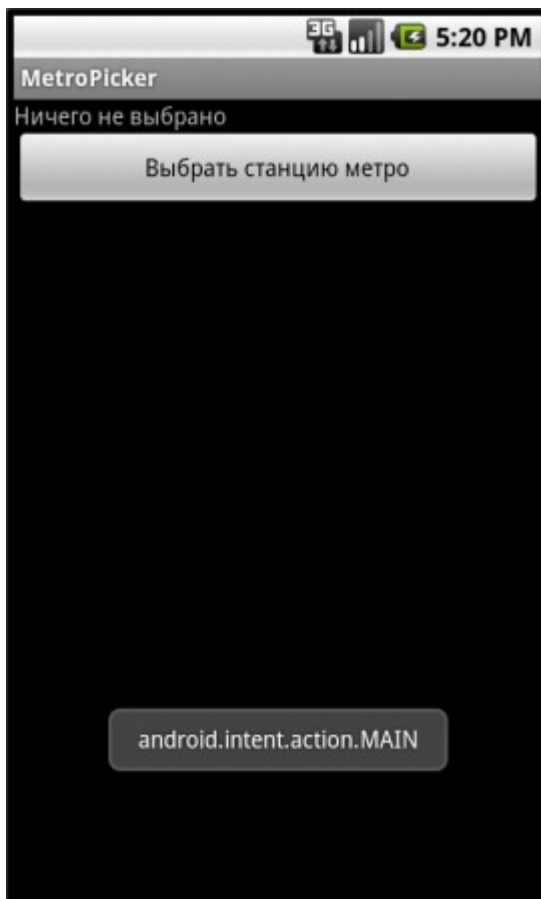 3G 5:20 PM
MetroPicker
Ничего не выбрано
Выбрать станцию метро
android.intent.action.MAIN